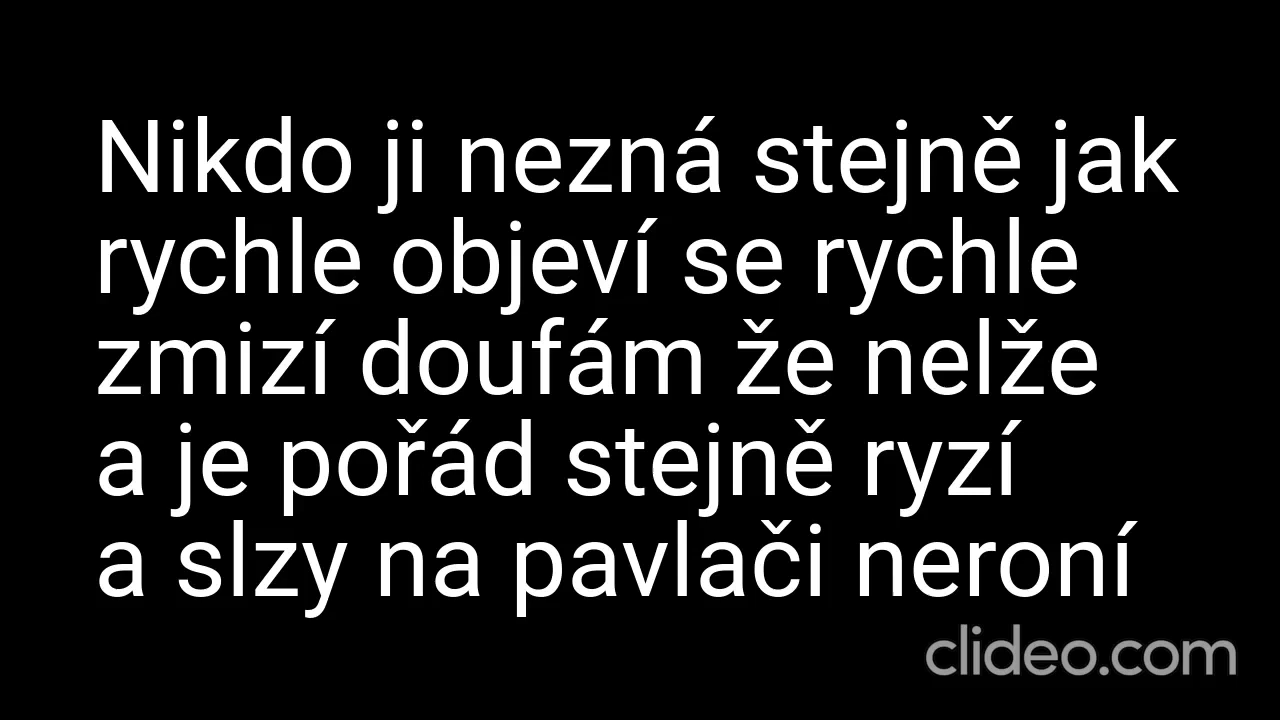 Nikdo ji nezná stejně jak
rychle objeví se rychle
zmizí doufám že nelže
a je pořád stejně ryzí
a slzy na pavlači neroní
clideo.com